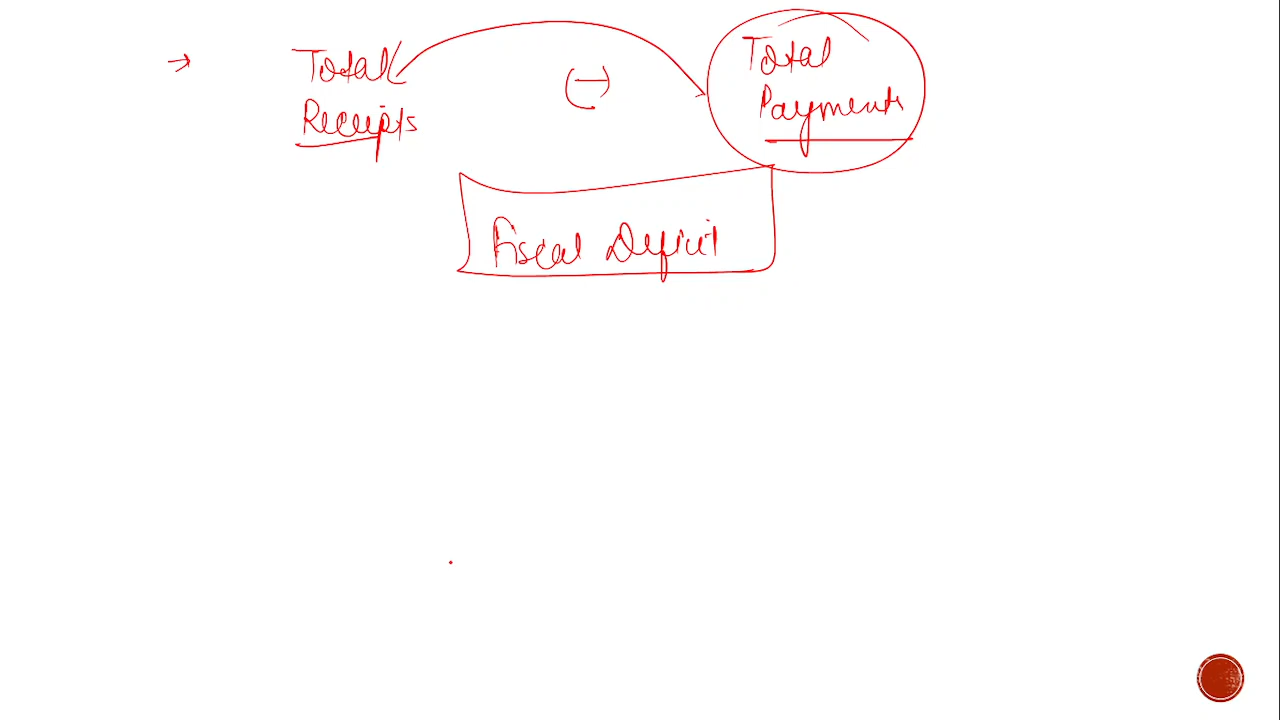 → Total
Receipts
(-)
Total
Payments
Fiscal Deficit